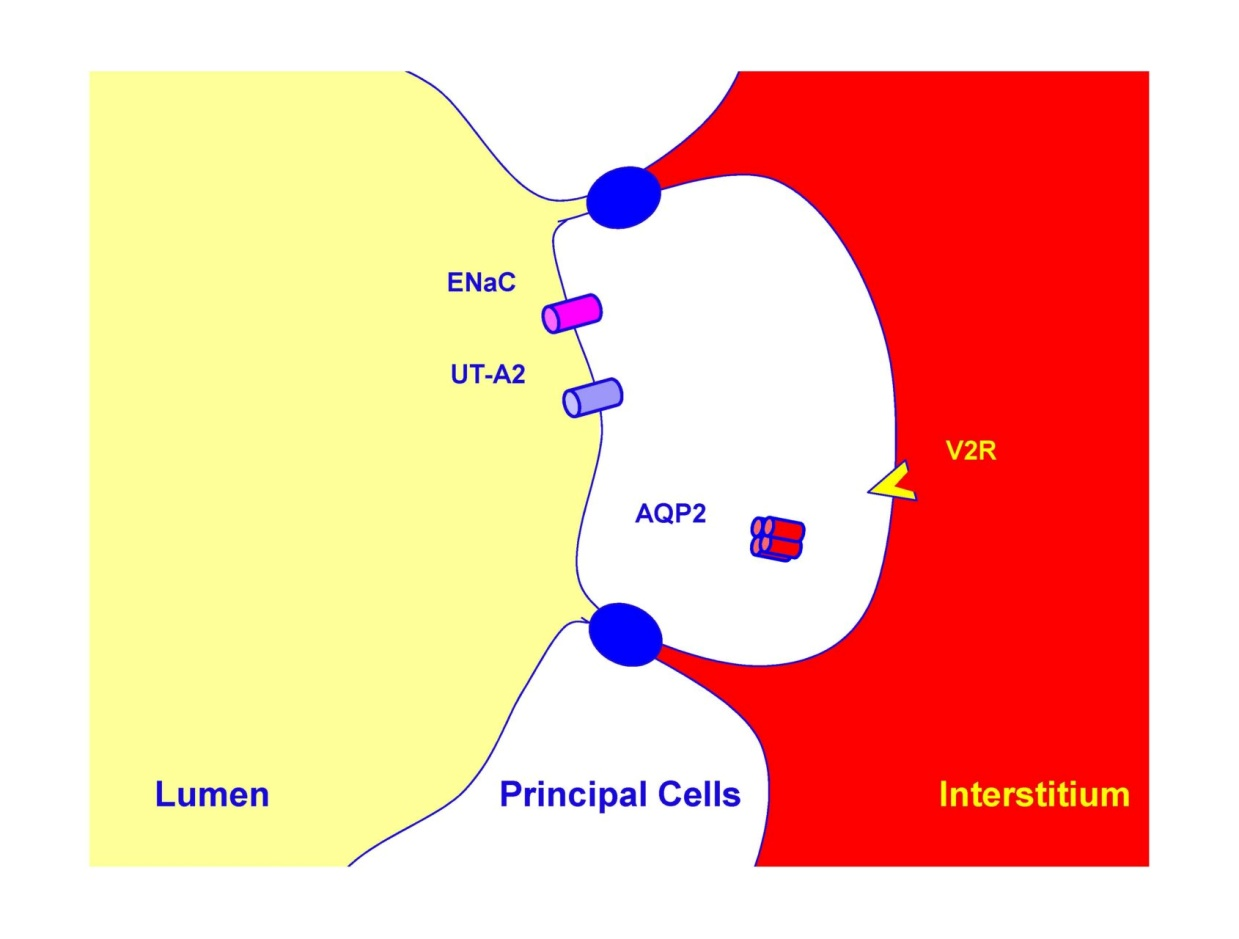 ENaC
UT-A2
V2R
AQP2
Lumen
Principal Cells
Interstitium